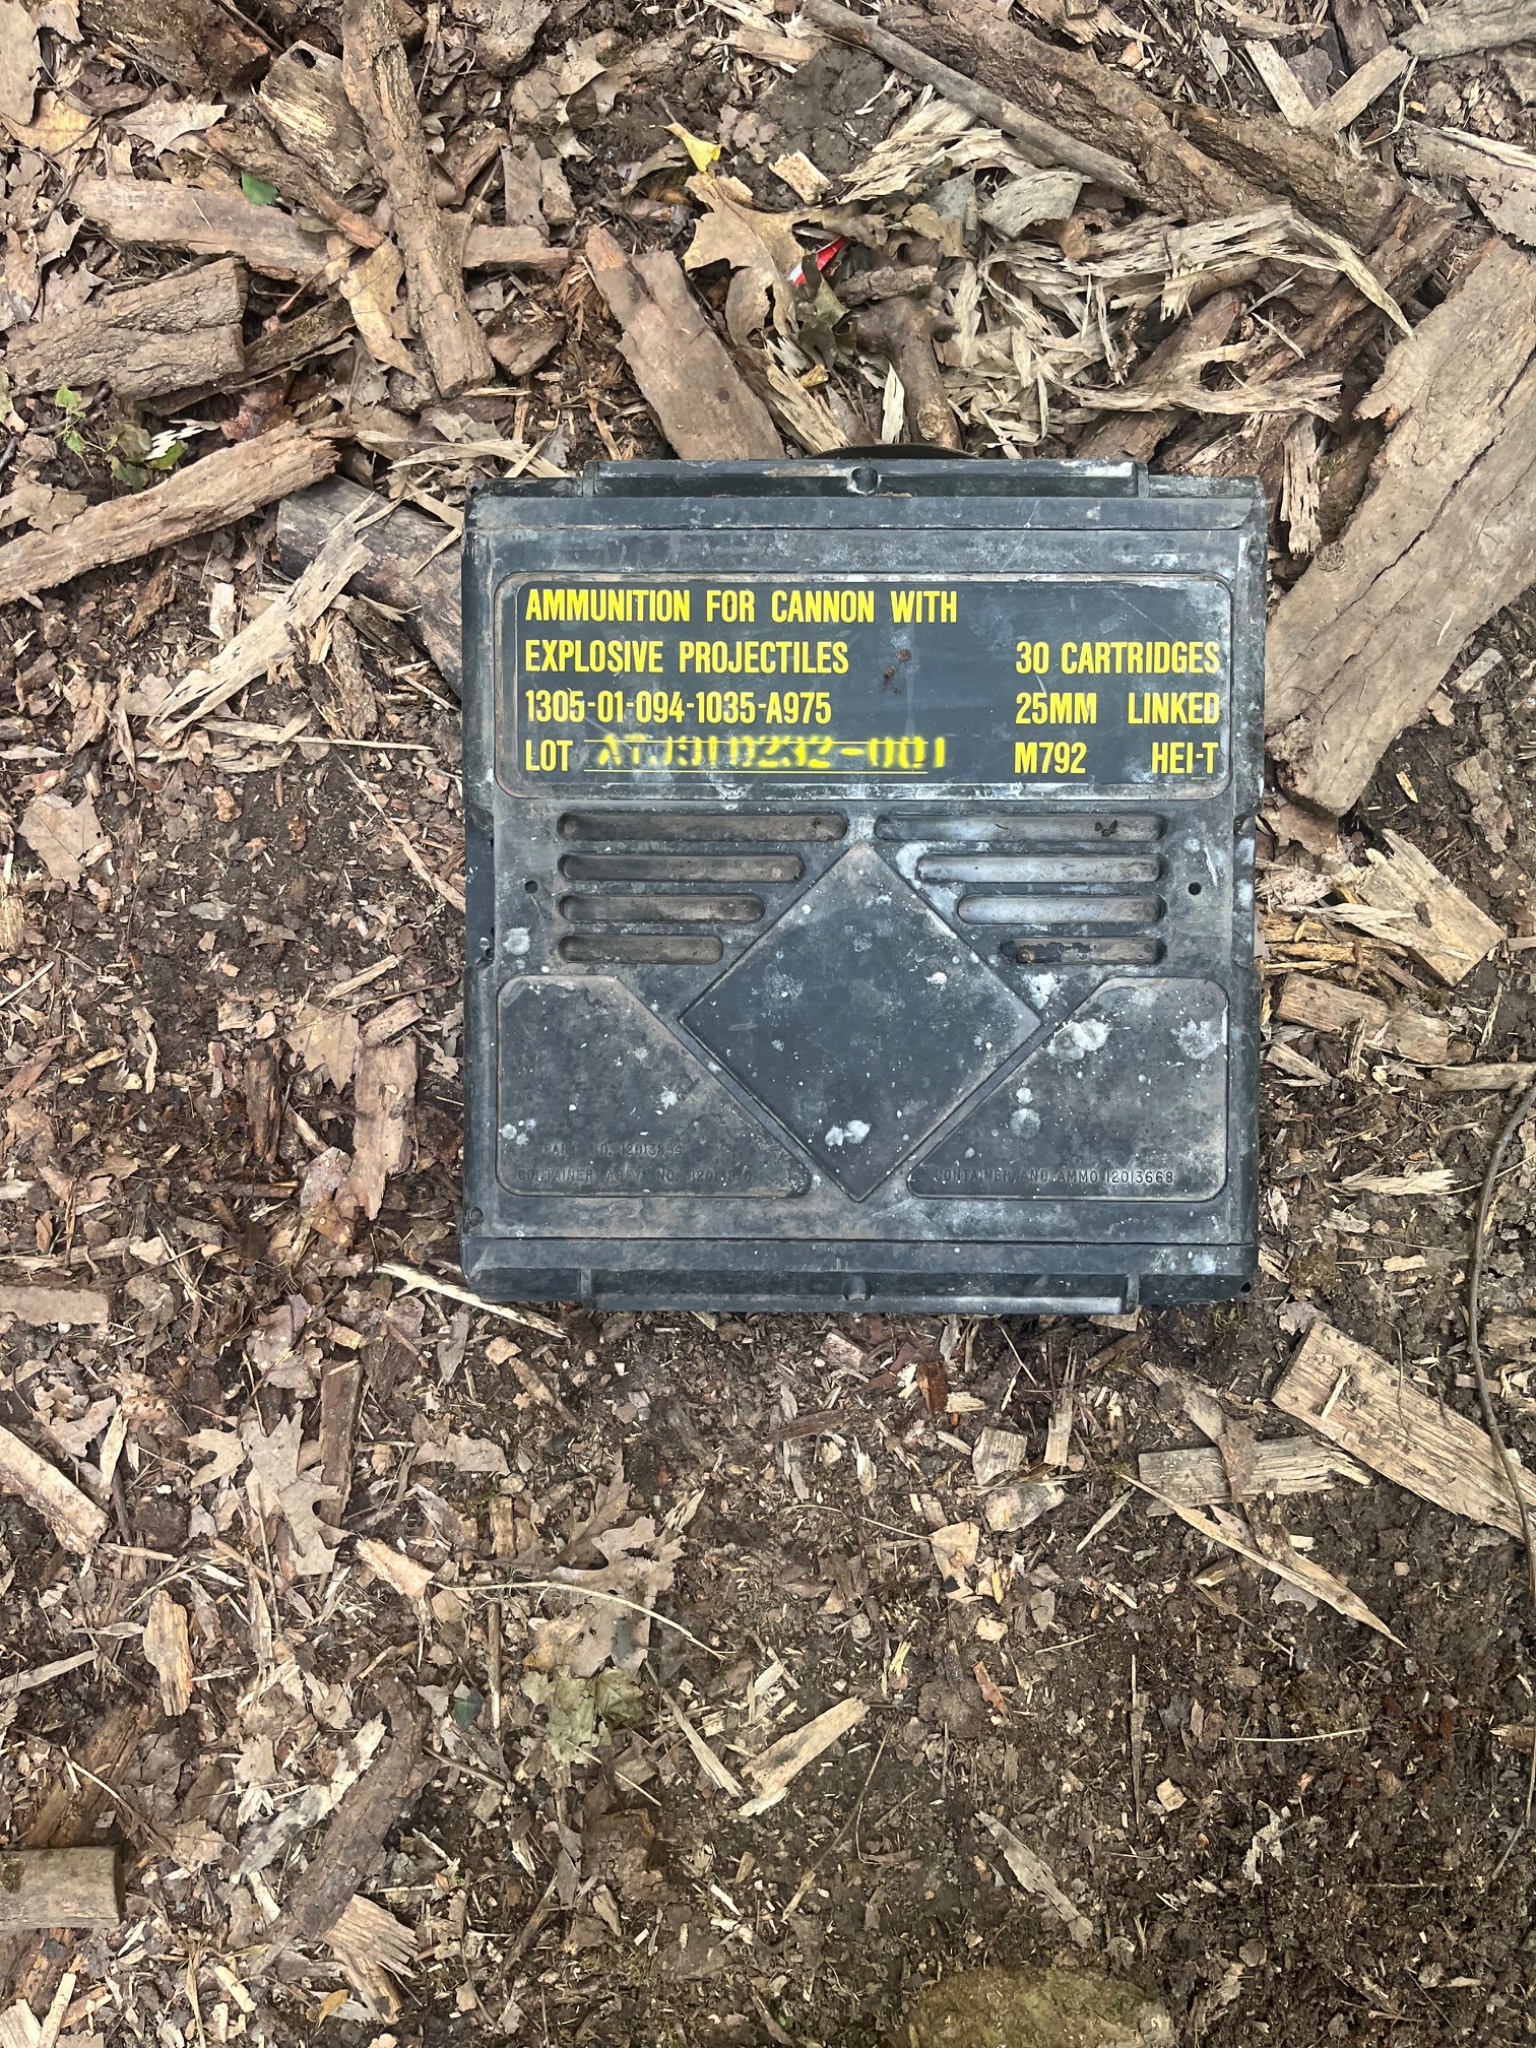 AMMUNITION FOR CANNON WITH
EXPLOSIVE PROJECTILES 30 CARTRIDGES
1305-01-094-1035-A975 25MM LINKED
LOT M792 HEI-T
CONTAINER AND AMMO 12013668